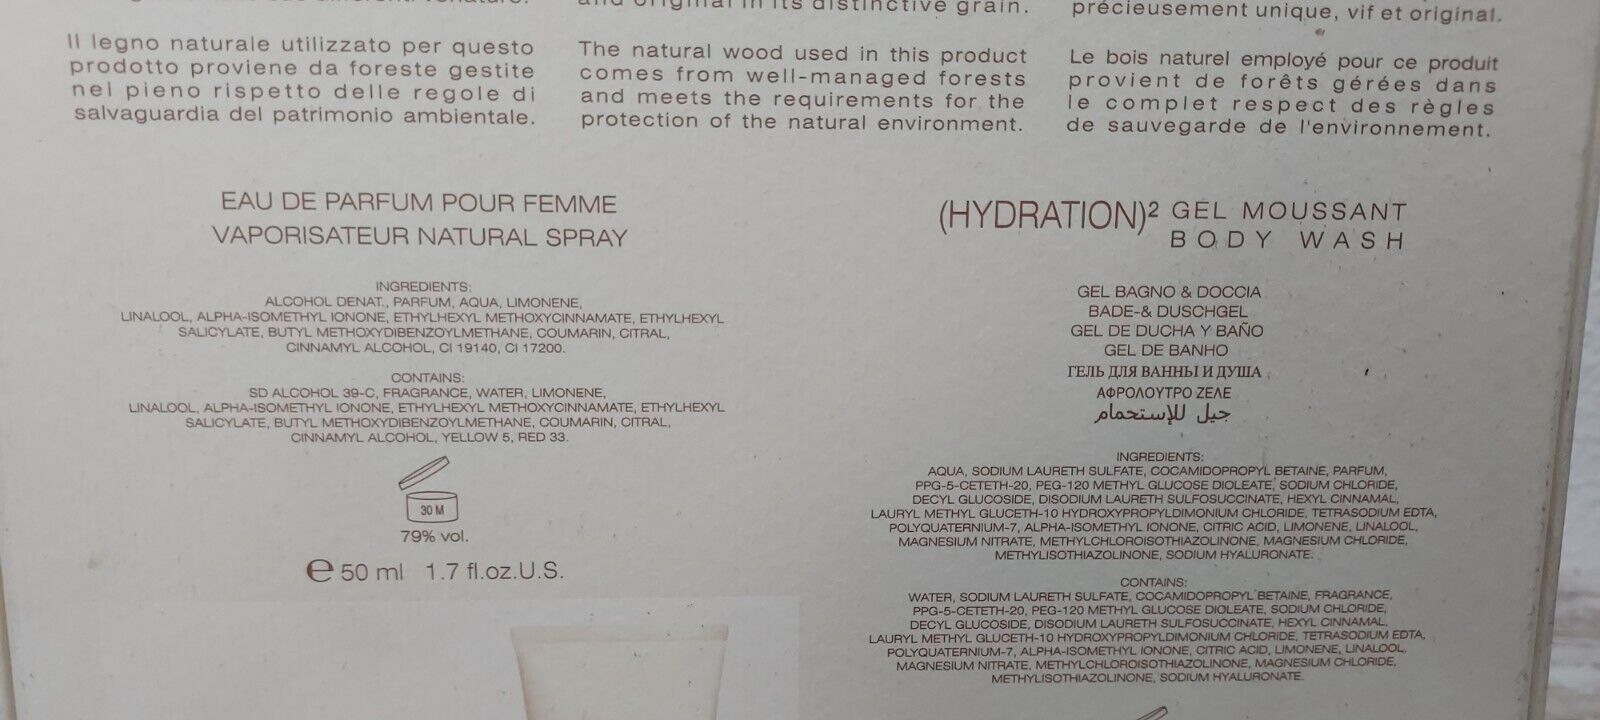 and original in its distinctive grain.
précieusement unique, vif et original.
Il legno naturale utilizzato per questo
prodotto proviene da foreste gestite
nel pieno rispetto delle regole di
salvaguardia del patrimonio ambientale.
The natural wood used in this product
comes from well-managed forests
and meets the requirements for the
protection of the natural environment.
Le bois naturel employé pour ce produit
provient de forêts gérées dans
le complet respect des règles
de sauvegarde de l'environnement.
EAU DE PARFUM POUR FEMME
VAPORISATEUR NATURAL SPRAY
INGREDIENTS:
ALCOHOL DENAT., PARFUM, AQUA, LIMONENE,
LINALOOL, ALPHA-ISOMETHYL IONONE, ETHYLHEXYL METHOXYCINNAMATE, ETHYLHEXYL
SALICYLATE, BUTYL METHOXYDIBENZOYLMETHANE, COUMARIN, CITRAL,
CINNAMYL ALCOHOL, CI 19140, CI 17200.
CONTAINS:
SD ALCOHOL 39-C, FRAGRANCE, WATER, LIMONENE,
LINALOOL, ALPHA-ISOMETHYL IONONE, ETHYLHEXYL METHOXYCINNAMATE, ETHYLHEXYL
SALICYLATE, BUTYL METHOXYDIBENZOYLMETHANE, COUMARIN, CITRAL,
CINNAMYL ALCOHOL, YELLOW 5, RED 33.
30 M
79% vol.
℮ 50 ml 1.7 fl.oz.U.S.
(HYDRATION)² GEL MOUSSANT
BODY WASH
GEL BAGNO & DOCCIA
BADE-& DUSCHGEL
GEL DE DUCHA Y BAÑO
GEL DE BANHO
ГЕЛЬ ДЛЯ ВАННЫ И ДУША
ΑΦΡΟΛΟΥΤΡΟ ΖΕΛΕ
جيل للإستحمام
INGREDIENTS:
AQUA, SODIUM LAURETH SULFATE, COCAMIDOPROPYL BETAINE, PARFUM,
PPG-5-CETETH-20, PEG-120 METHYL GLUCOSE DIOLEATE, SODIUM CHLORIDE,
DECYL GLUCOSIDE, DISODIUM LAURETH SULFOSUCCINATE, HEXYL CINNAMAL,
LAURYL METHYL GLUCETH-10 HYDROXYPROPYLDIMONIUM CHLORIDE, TETRASODIUM EDTA,
POLYQUATERNIUM-7, ALPHA-ISOMETHYL IONONE, CITRIC ACID, LIMONENE, LINALOOL,
MAGNESIUM NITRATE, METHYLCHLOROISOTHIAZOLINONE, MAGNESIUM CHLORIDE,
METHYLISOTHIAZOLINONE, SODIUM HYALURONATE.
CONTAINS:
WATER, SODIUM LAURETH SULFATE, COCAMIDOPROPYL BETAINE, FRAGRANCE,
PPG-5-CETETH-20, PEG-120 METHYL GLUCOSE DIOLEATE, SODIUM CHLORIDE,
DECYL GLUCOSIDE, DISODIUM LAURETH SULFOSUCCINATE, HEXYL CINNAMAL,
LAURYL METHYL GLUCETH-10 HYDROXYPROPYLDIMONIUM CHLORIDE, TETRASODIUM EDTA,
POLYQUATERNIUM-7, ALPHA-ISOMETHYL IONONE, CITRIC ACID, LIMONENE, LINALOOL,
MAGNESIUM NITRATE, METHYLCHLOROISOTHIAZOLINONE, MAGNESIUM CHLORIDE,
METHYLISOTHIAZOLINONE, SODIUM HYALURONATE.